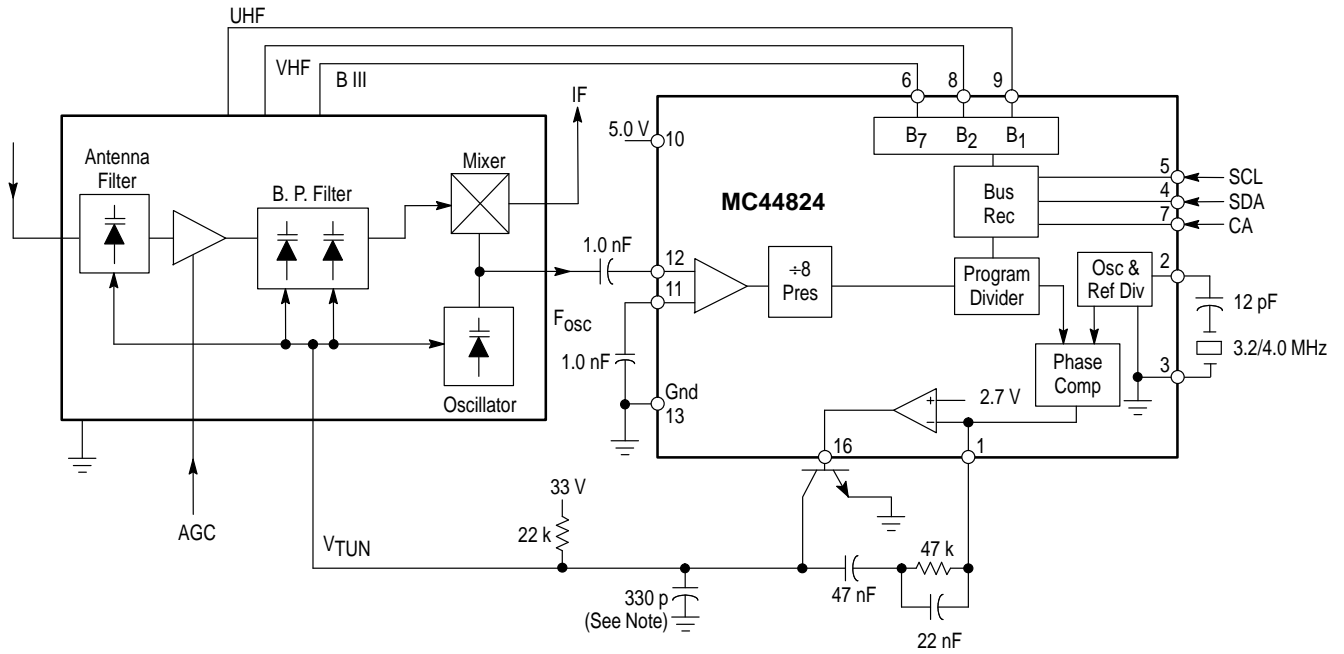 UHF
VHF
B III
IF
6
8
9
5.0 V
10
B7
B2
B1
Antenna
Filter
B. P. Filter
Mixer
MC44824
Bus
Rec
5
SCL
4
SDA
7
CA
1.0 nF
12
11
÷8
Pres
Program
Divider
Osc &
Ref Div
2
12 pF
3.2/4.0 MHz
3
Fosc
1.0 nF
Phase
Comp
Gnd
13
Oscillator
+
–
2.7 V
16
1
AGC
33 V
22 k
VTUN
47 k
330 p
(See Note)
47 nF
22 nF